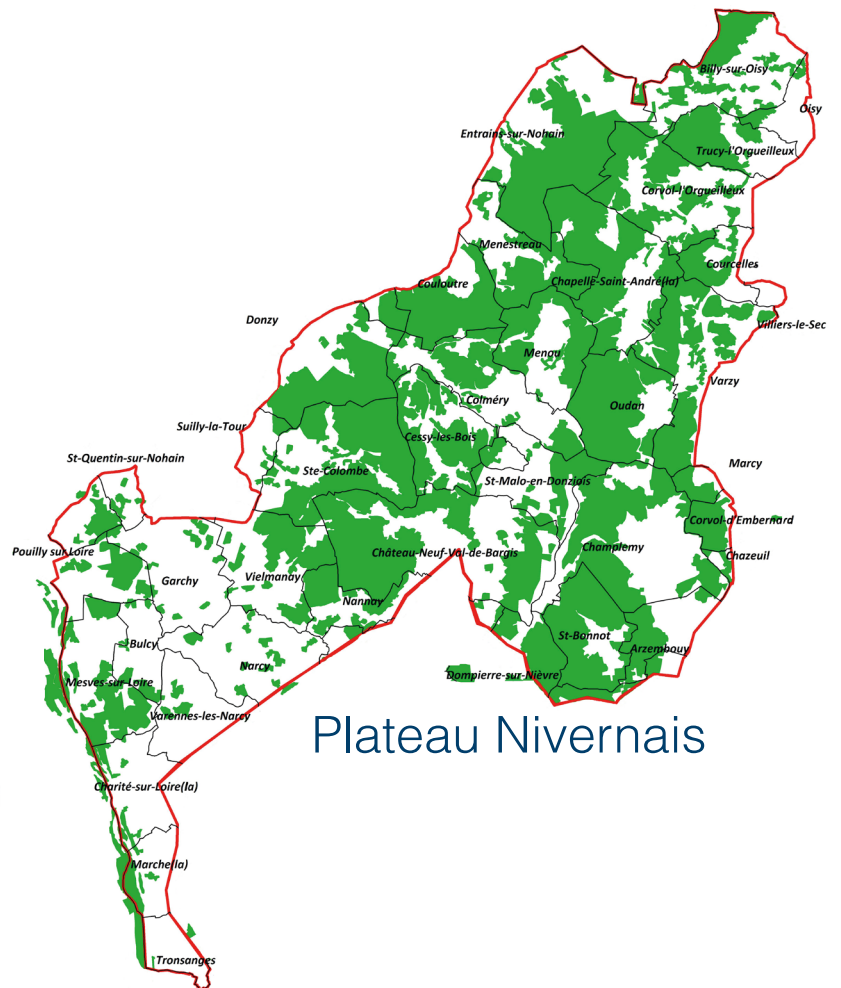 Billy-sur-Oisy
Oisy
Entrains-sur-Nohain
Trucy-l'Orgueilleux
Corvol-l'Orgueilleux
Menestreau
Courcelles
Couloutre
Chapelle-Saint-André(la)
Donzy
Villiers-le-Sec
Menou
Varzy
Colméry
Oudan
Suilly-la-Tour
Cessy-les-Bois
St-Quentin-sur-Nohain
Marcy
Ste-Colombe
St-Malo-en-Donziois
Corvol-d'Embernard
Pouilly sur Loire
Château-Neuf-Val-de-Bargis
Champlemy
Chazeuil
Garchy
Vielmanay
Nannay
St-Bonnot
Bulcy
Arzembouy
Narcy
Dompierre-sur-Nièvre
Mesves-sur-Loire
Varennes-les-Narcy
Plateau Nivernais
Charité-sur-Loire(la)
Marche(la)
Tronsanges